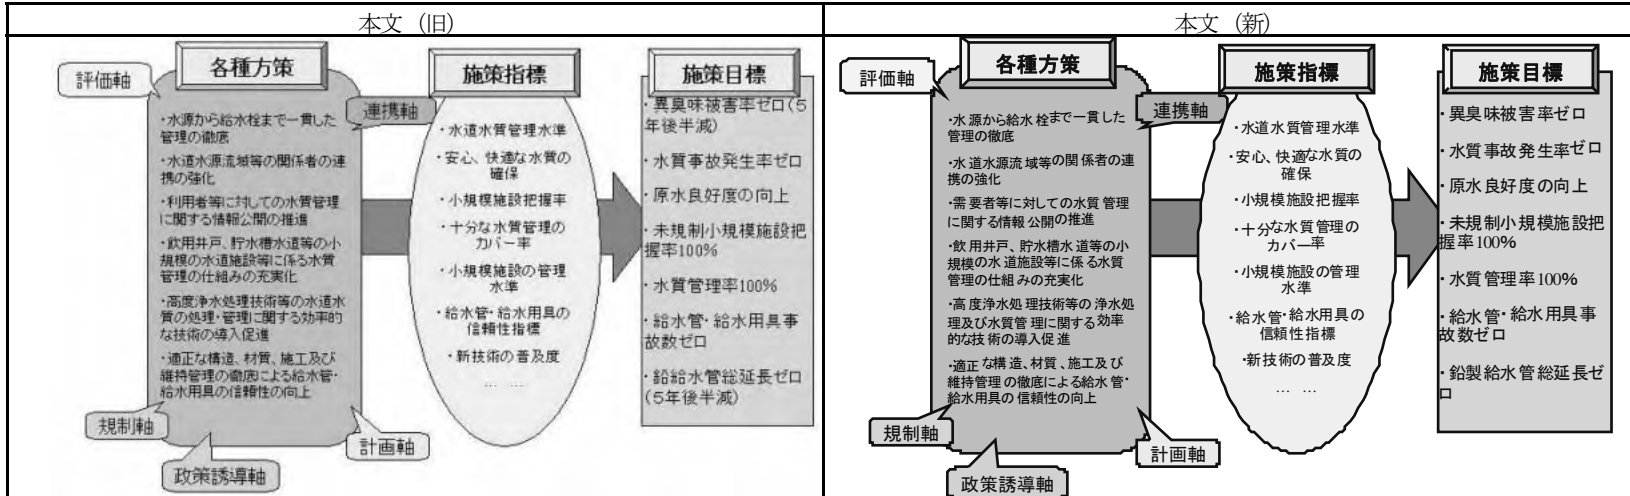 本文（旧）
評価軸
各種方策
・水源から給水栓まで一貫した
管理の徹底
・水道水源流域等の関係者の連
携の強化
・利用者等に対しての水質管理
に関する情報公開の推進
・飲用井戸、貯水槽水道等の小
規模の水道施設等に係る水質
管理の仕組みの充実化
・高度浄水処理技術等の水道水
質の処理・管理に関する効率的
な技術の導入促進
・適正な構造、材質、施工及び
維持管理の徹底による給水管・
給水用具の信頼性の向上
規制軸
政策誘導軸
計画軸
連携軸
施策指標
・水道水質管理水準
・安心、快適な水質の
確保
・小規模施設把握率
・十分な水質管理の
カバー率
・小規模施設の管理
水準
・給水管・給水用具の
信頼性指標
・新技術の普及度
… …
施策目標
・異臭味被害率ゼロ(5
年後半減)
・水質事故発生率ゼロ
・原水良好度の向上
・未規制小規模施設把
握率100%
・水質管理率100%
・給水管・給水用具事
故数ゼロ
・鉛給水管総延長ゼロ
(5年後半減)
本文（新）
評価軸
各種方策
・水源から給水栓まで一貫した
管理の徹底
・水道水源流域等の関係者の連
携の強化
・需要者等に対しての水質管理
に関する情報公開の推進
・飲用井戸、貯水槽水道等の小
規模の水道施設等に係る水質
管理の仕組みの充実化
・高度浄水処理技術等の浄水処
理及び水質管理に関する効率
的な技術の導入促進
・適正な構造、材質、施工及び
維持管理の徹底による給水管・
給水用具の信頼性の向上
規制軸
政策誘導軸
計画軸
連携軸
施策指標
・水道水質管理水準
・安心、快適な水質の
確保
・小規模施設把握率
・十分な水質管理の
カバー率
・小規模施設の管理
水準
・給水管・給水用具の
信頼性指標
・新技術の普及度
… …
施策目標
・異臭味被害率ゼロ
・水質事故発生率ゼロ
・原水良好度の向上
・未規制小規模施設把
握率100%
・水質管理率100%
・給水管・給水用具事
故数ゼロ
・鉛製給水管総延長ゼ
ロ